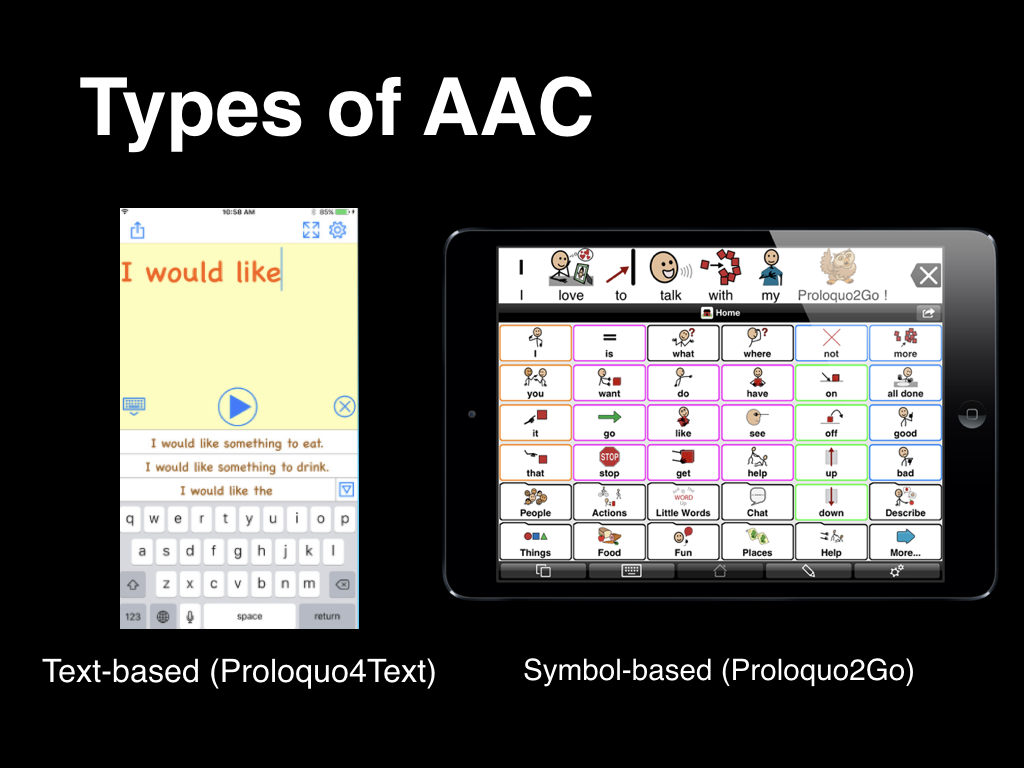 Types of AAC
10:58 AM 85%
I would like
I would like something to eat.
I would like something to drink.
I would like the
q w e r t y u i o p
a s d f g h j k l
z x c v b n m
123 space return
I love to talk with my Proloquo2Go !
Home
I is what where not more
you want do have on all done
it go like see off good
that STOP stop get help up bad
People Actions WORD Up Little Words Chat down Describe
Things Food Fun Places Help More...
Text-based (Proloquo4Text)
Symbol-based (Proloquo2Go)